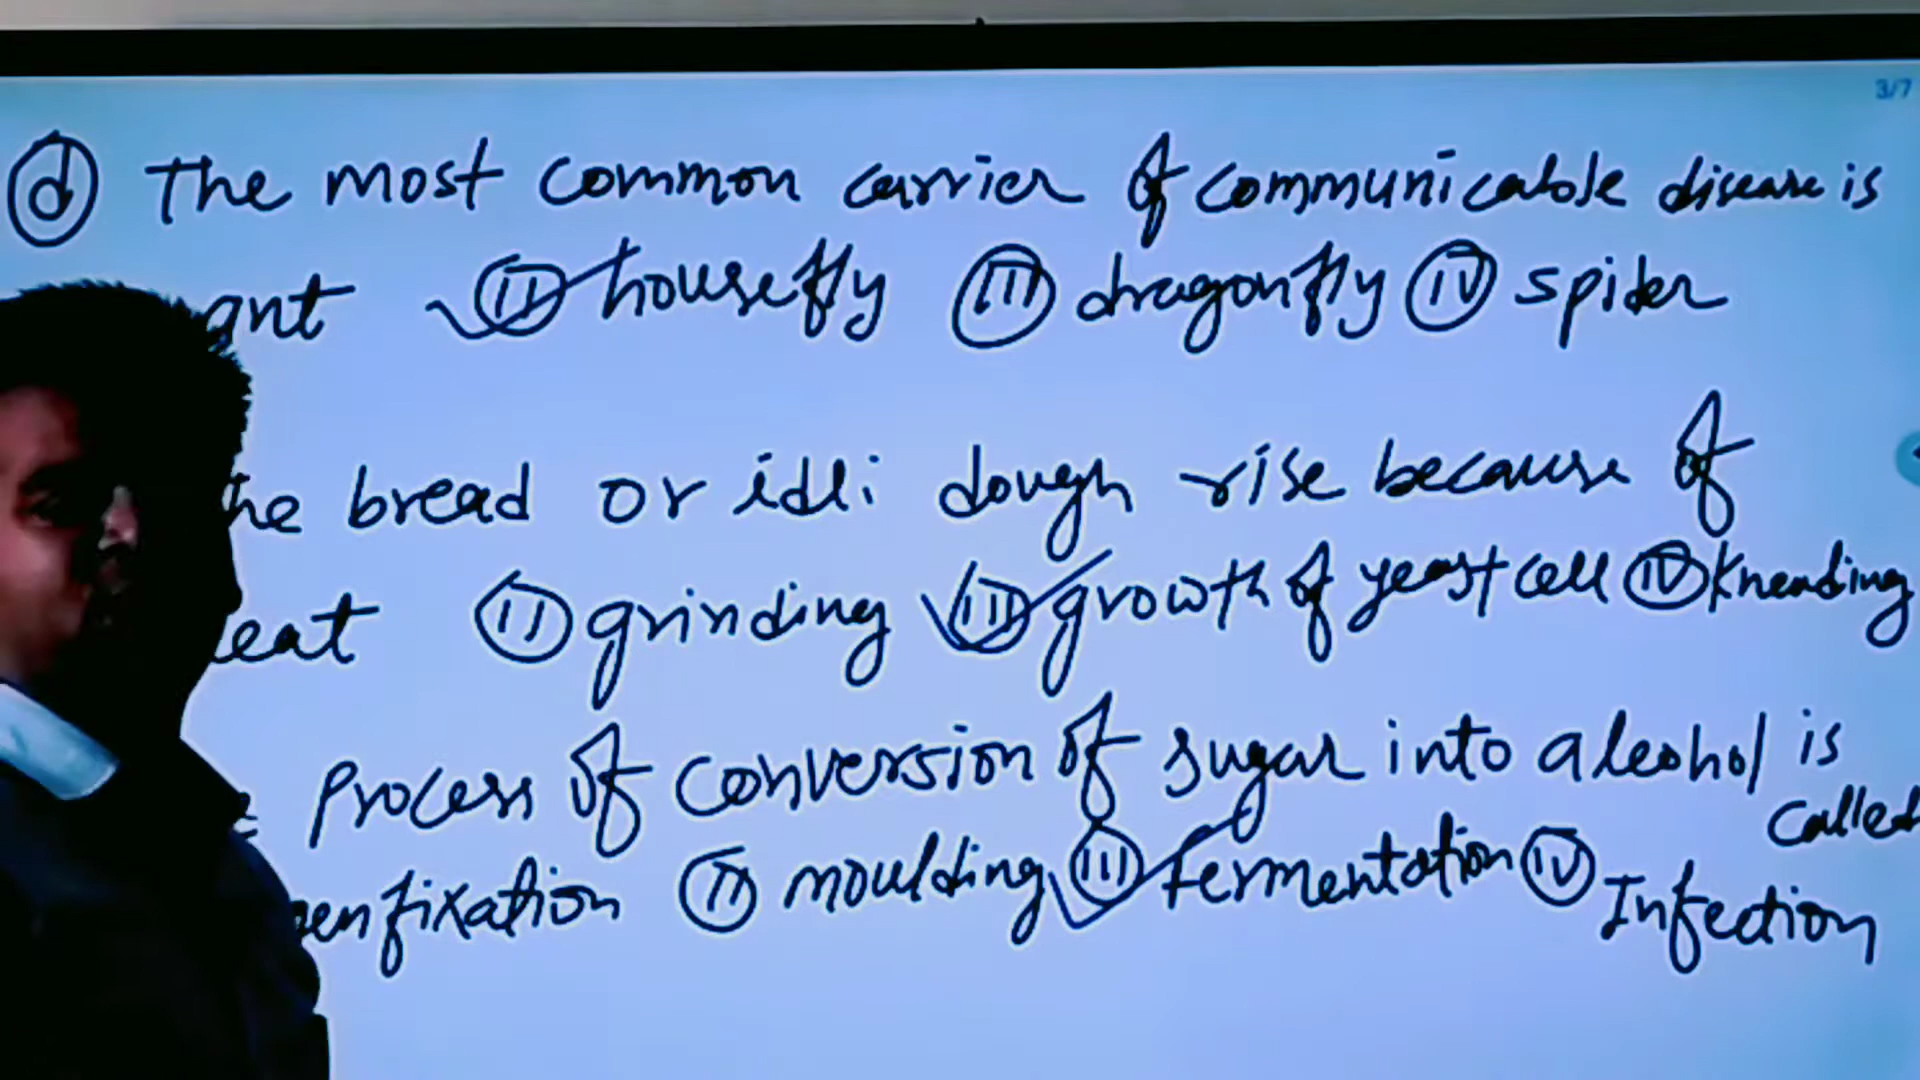 3/7
d The most common carrier of communicable disease is
ant II housefly III dragonfly IV spider
he bread or idli dough rise because of
eat II grinding III growth of yeast cell IV kneading
e process of conversion of sugar into alcohol is
called
gen fixation II moulding III fermentation IV Infection